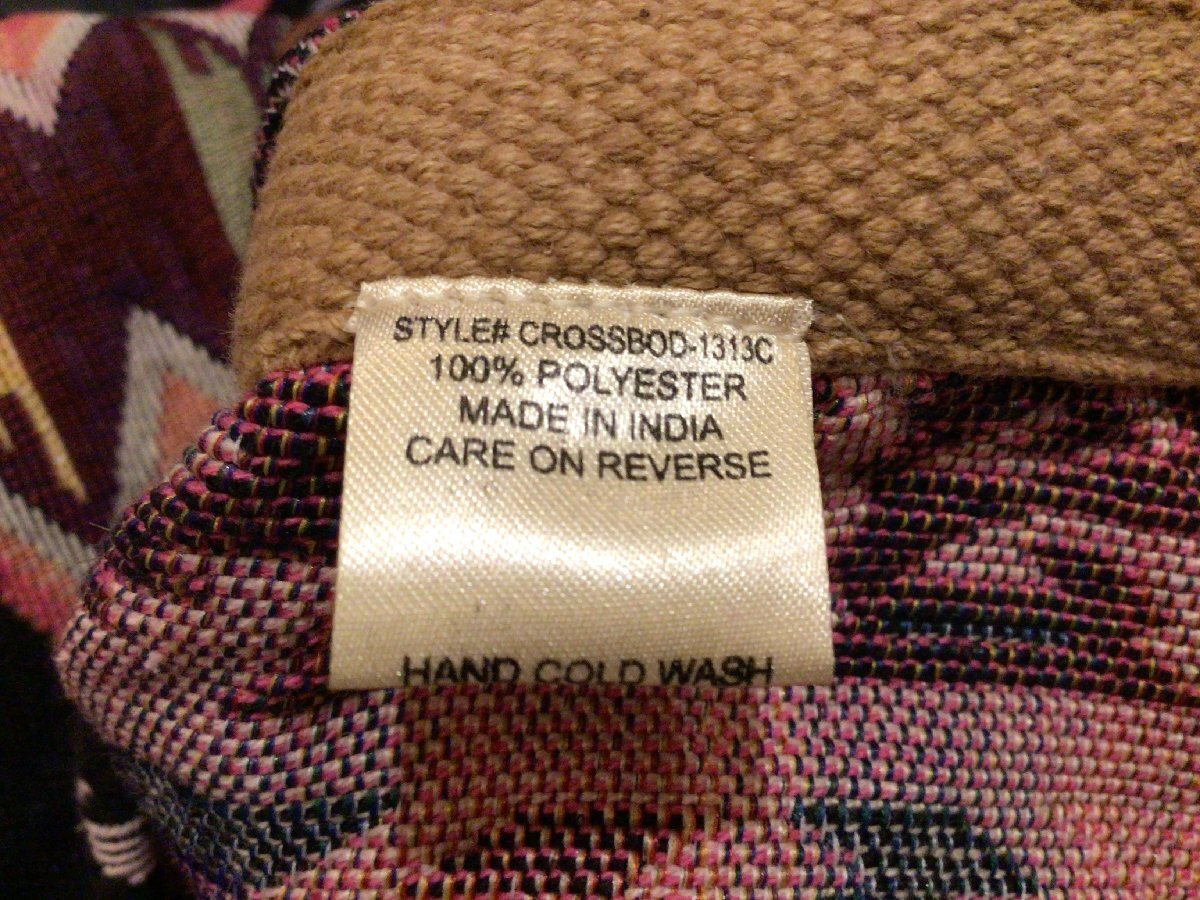 STYLE# CROSSBOD-1313C
100% POLYESTER
MADE IN INDIA
CARE ON REVERSE
HAND COLD WASH